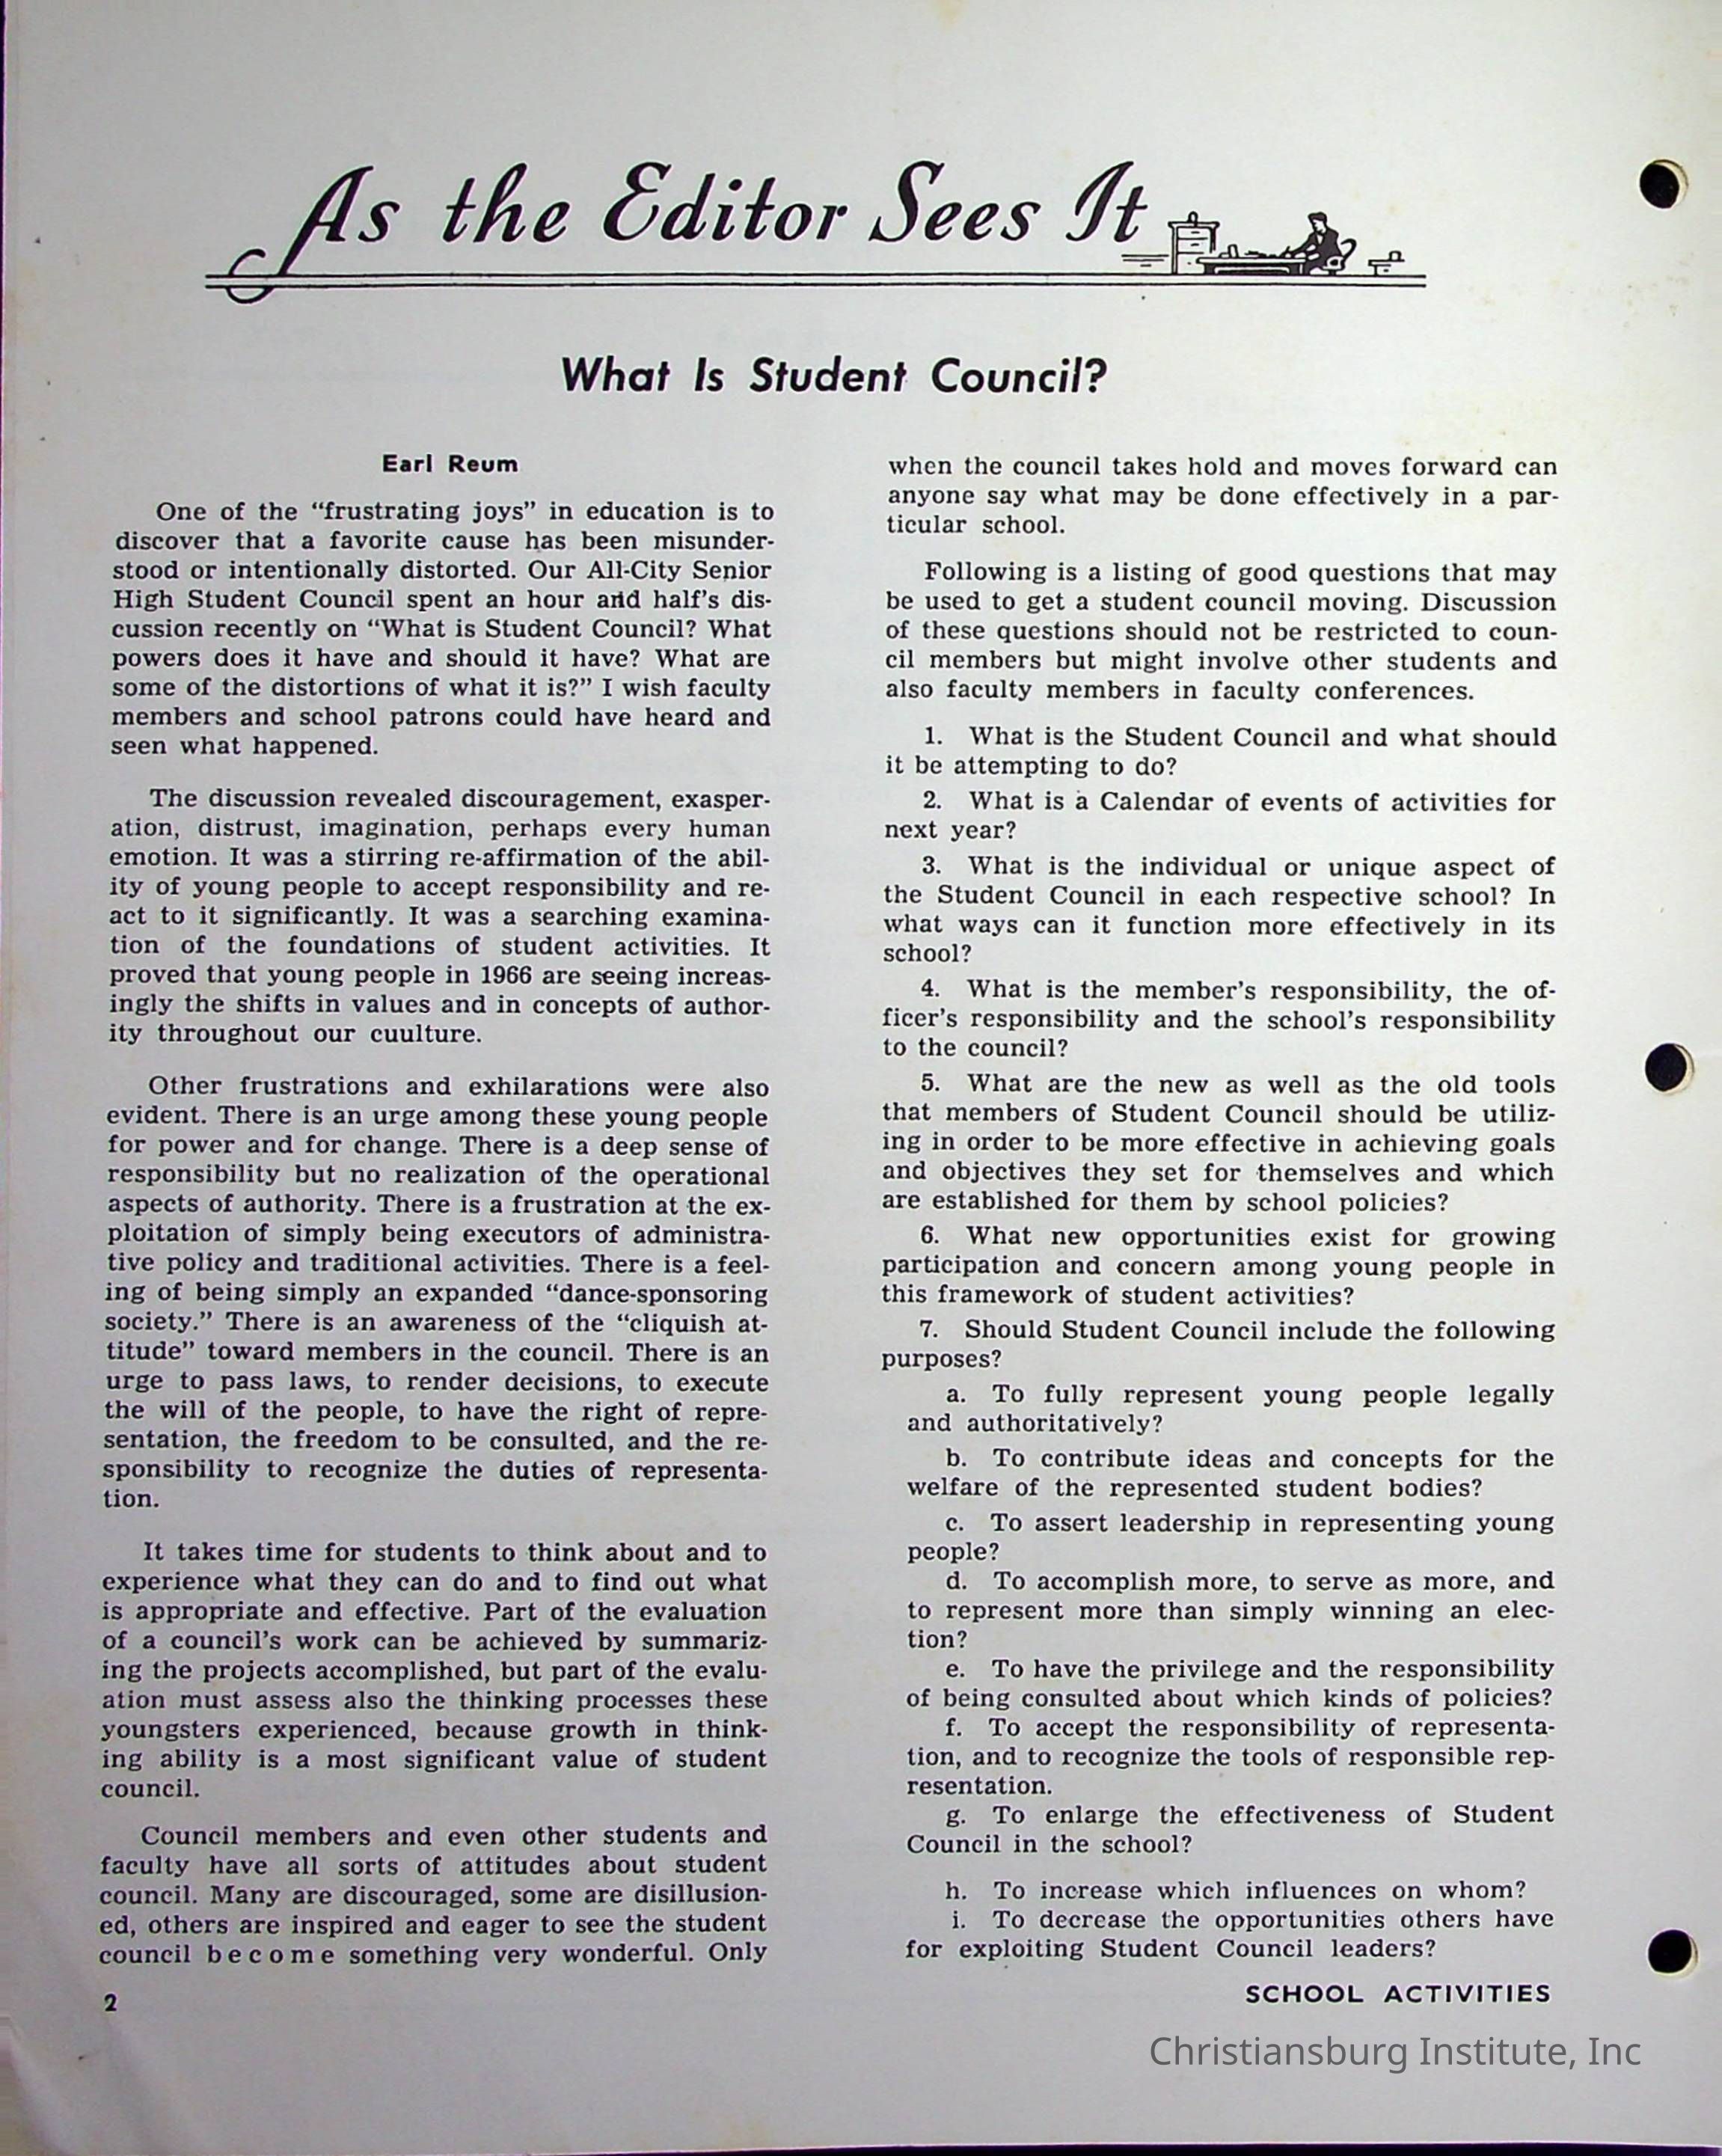 As the Editor Sees It
What Is Student Council?
Earl Reum
One of the “frustrating joys” in education is to
discover that a favorite cause has been misunder-
stood or intentionally distorted. Our All-City Senior
High Student Council spent an hour and half’s dis-
cussion recently on “What is Student Council? What
powers does it have and should it have? What are
some of the distortions of what it is?” I wish faculty
members and school patrons could have heard and
seen what happened.
The discussion revealed discouragement, exasper-
ation, distrust, imagination, perhaps every human
emotion. It was a stirring re-affirmation of the abil-
ity of young people to accept responsibility and re-
act to it significantly. It was a searching examina-
tion of the foundations of student activities. It
proved that young people in 1966 are seeing increas-
ingly the shifts in values and in concepts of author-
ity throughout our cuulture.
Other frustrations and exhilarations were also
evident. There is an urge among these young people
for power and for change. There is a deep sense of
responsibility but no realization of the operational
aspects of authority. There is a frustration at the ex-
ploitation of simply being executors of administra-
tive policy and traditional activities. There is a feel-
ing of being simply an expanded “dance-sponsoring
society.” There is an awareness of the “cliquish at-
titude” toward members in the council. There is an
urge to pass laws, to render decisions, to execute
the will of the people, to have the right of repre-
sentation, the freedom to be consulted, and the re-
sponsibility to recognize the duties of representa-
tion.
It takes time for students to think about and to
experience what they can do and to find out what
is appropriate and effective. Part of the evaluation
of a council’s work can be achieved by summariz-
ing the projects accomplished, but part of the evalu-
ation must assess also the thinking processes these
youngsters experienced, because growth in think-
ing ability is a most significant value of student
council.
Council members and even other students and
faculty have all sorts of attitudes about student
council. Many are discouraged, some are disillusion-
ed, others are inspired and eager to see the student
council become something very wonderful. Only
when the council takes hold and moves forward can
anyone say what may be done effectively in a par-
ticular school.
Following is a listing of good questions that may
be used to get a student council moving. Discussion
of these questions should not be restricted to coun-
cil members but might involve other students and
also faculty members in faculty conferences.
1. What is the Student Council and what should
it be attempting to do?
2. What is a Calendar of events of activities for
next year?
3. What is the individual or unique aspect of
the Student Council in each respective school? In
what ways can it function more effectively in its
school?
4. What is the member’s responsibility, the of-
ficer’s responsibility and the school’s responsibility
to the council?
5. What are the new as well as the old tools
that members of Student Council should be utiliz-
ing in order to be more effective in achieving goals
and objectives they set for themselves and which
are established for them by school policies?
6. What new opportunities exist for growing
participation and concern among young people in
this framework of student activities?
7. Should Student Council include the following
purposes?
a. To fully represent young people legally
and authoritatively?
b. To contribute ideas and concepts for the
welfare of the represented student bodies?
c. To assert leadership in representing young
people?
d. To accomplish more, to serve as more, and
to represent more than simply winning an elec-
tion?
e. To have the privilege and the responsibility
of being consulted about which kinds of policies?
f. To accept the responsibility of representa-
tion, and to recognize the tools of responsible rep-
resentation.
g. To enlarge the effectiveness of Student
Council in the school?
h. To increase which influences on whom?
i. To decrease the opportunities others have
for exploiting Student Council leaders?
2
SCHOOL ACTIVITIES
Christiansburg Institute, Inc